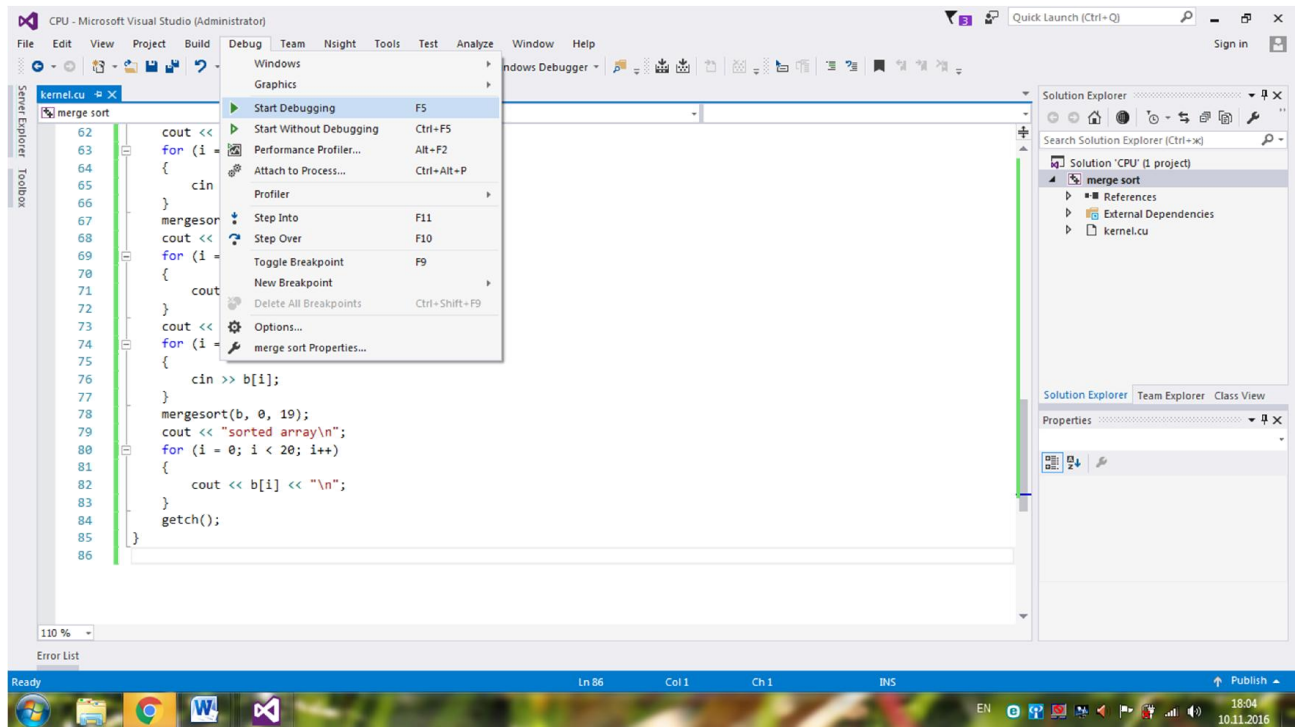 CPU - Microsoft Visual Studio (Administrator)
3
Quick Launch (Ctrl+Q)
File Edit View Project Build Debug Team Nsight Tools Test Analyze Window Help
Sign in
ndows Debugger
Server Explorer
Toolbox
kernel.cu
merge sort
Windows
Graphics
Start Debugging F5
Start Without Debugging Ctrl+F5
Performance Profiler... Alt+F2
Attach to Process... Ctrl+Alt+P
Profiler
Step Into F11
Step Over F10
Toggle Breakpoint F9
New Breakpoint
Delete All Breakpoints Ctrl+Shift+F9
Options...
merge sort Properties...
62 cout <<
63 for (i =
64 {
65 cin
66 }
67 mergesor
68 cout <<
69 for (i =
70 {
71 cout
72 }
73 cout <<
74 for (i =
75 {
76 cin >> b[i];
77 }
78 mergesort(b, 0, 19);
79 cout << "sorted array\n";
80 for (i = 0; i < 20; i++)
81 {
82 cout << b[i] << "\n";
83 }
84 getch();
85 }
86
110 %
Solution Explorer
Search Solution Explorer (Ctrl+ж)
Solution 'CPU' (1 project)
merge sort
References
External Dependencies
kernel.cu
Solution Explorer Team Explorer Class View
Properties
Error List
Ready Ln 86 Col 1 Ch 1 INS Publish
EN 18:04
10.11.2016